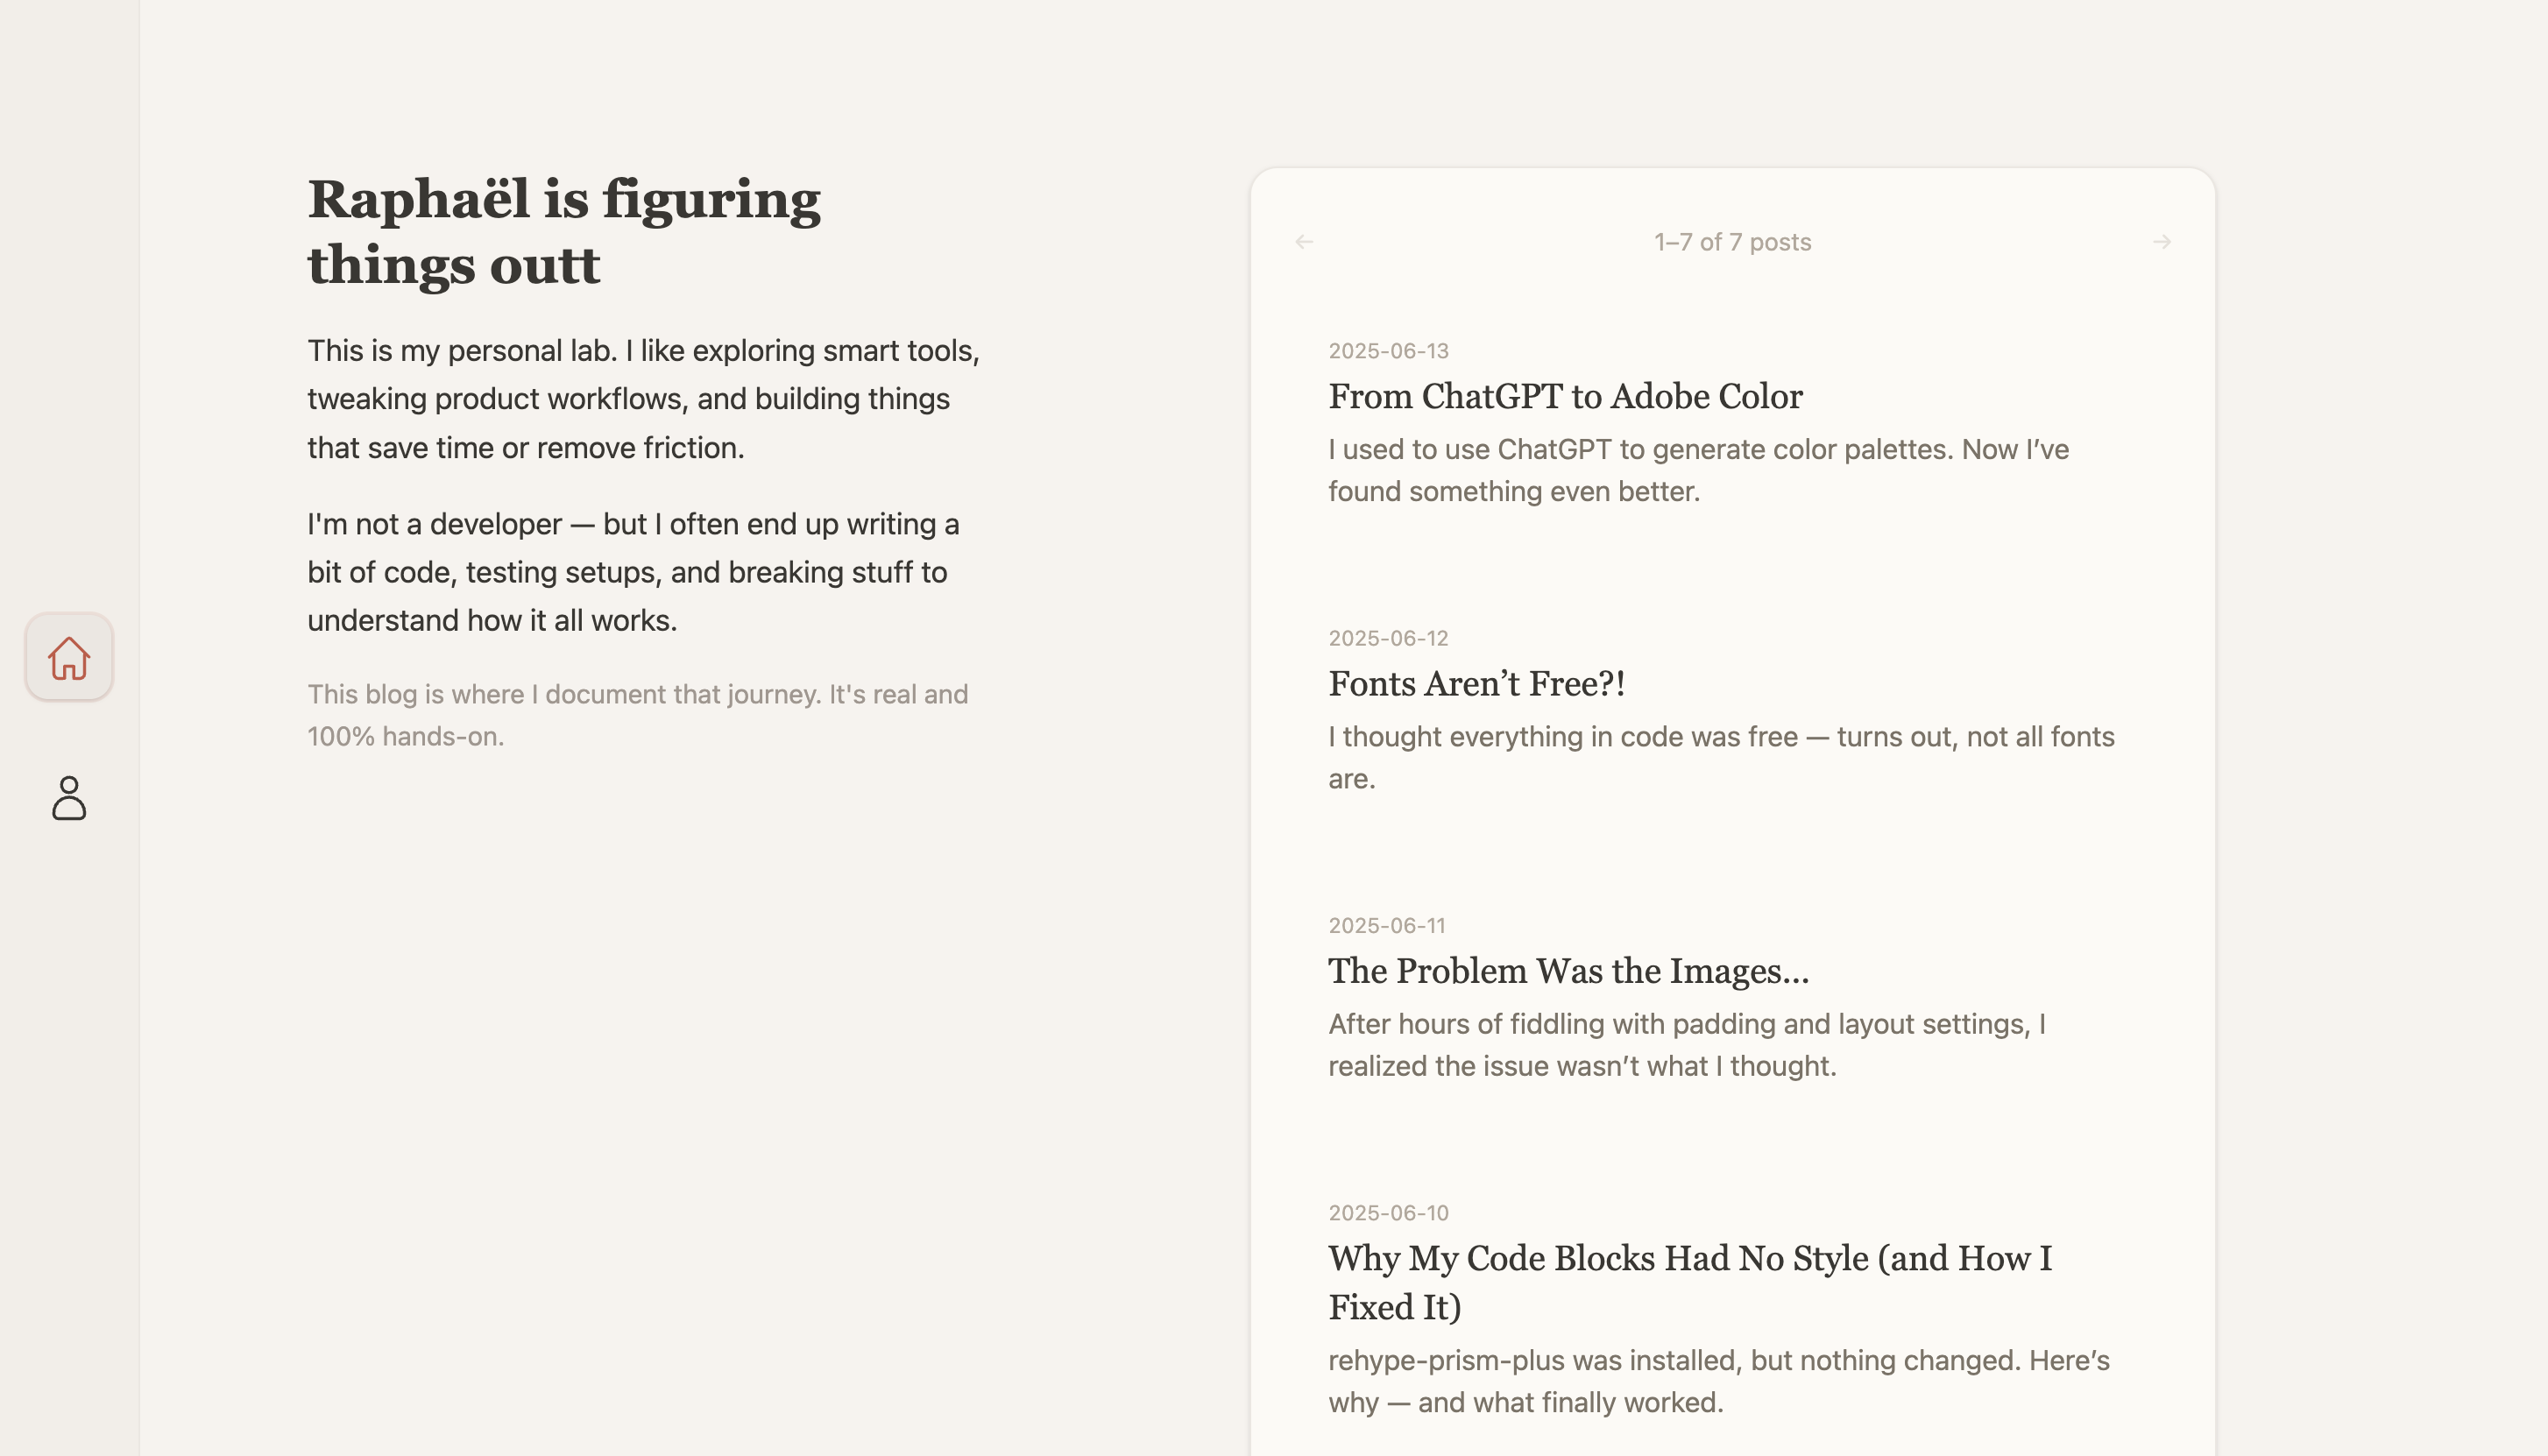 Raphaël is figuring
things outt
This is my personal lab. I like exploring smart tools,
tweaking product workflows, and building things
that save time or remove friction.
I'm not a developer — but I often end up writing a
bit of code, testing setups, and breaking stuff to
understand how it all works.
This blog is where I document that journey. It's real and
100% hands-on.
← 1–7 of 7 posts →
2025-06-13
From ChatGPT to Adobe Color
I used to use ChatGPT to generate color palettes. Now I’ve
found something even better.
2025-06-12
Fonts Aren’t Free?!
I thought everything in code was free — turns out, not all fonts
are.
2025-06-11
The Problem Was the Images...
After hours of fiddling with padding and layout settings, I
realized the issue wasn’t what I thought.
2025-06-10
Why My Code Blocks Had No Style (and How I
Fixed It)
rehype-prism-plus was installed, but nothing changed. Here’s
why — and what finally worked.